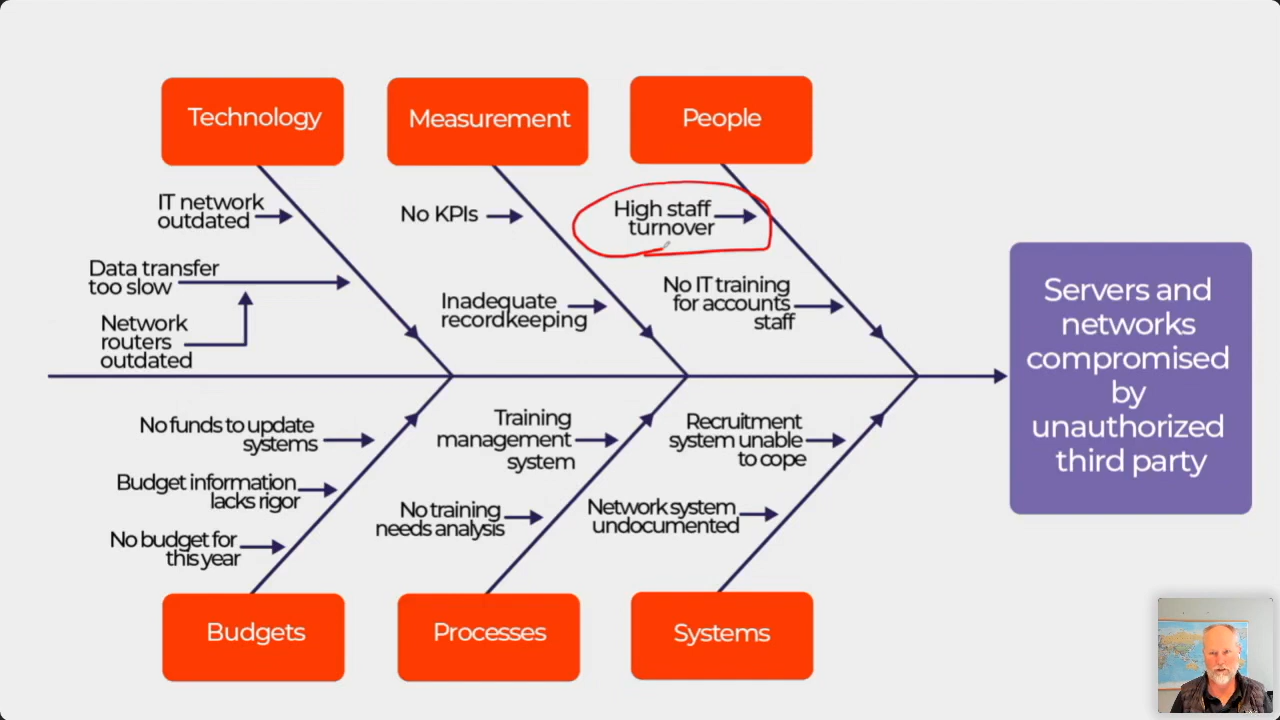 Technology
Measurement
People
IT network
outdated
Data transfer
too slow
Network
routers
outdated
No KPIs
Inadequate
recordkeeping
High staff
turnover
No IT training
for accounts
staff
Servers and
networks
compromised
by
unauthorized
third party
No funds to update
systems
Budget information
lacks rigor
No budget for
this year
Training
management
system
No training
needs analysis
Recruitment
system unable
to cope
Network system
undocumented
Budgets
Processes
Systems